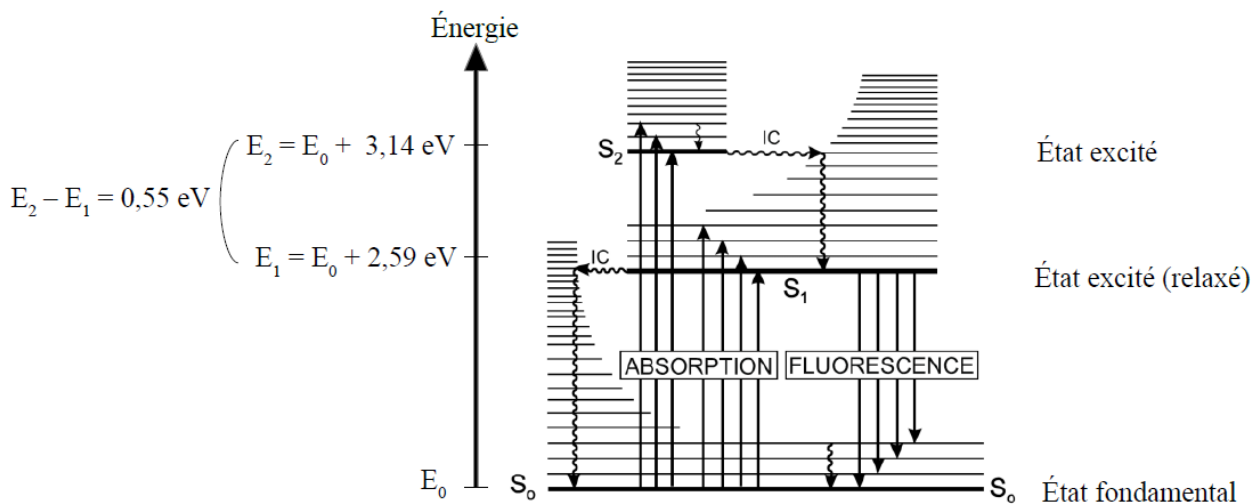 Énergie
E₂ = E₀ + 3,14 eV
S₂
IC
État excité
E₂ – E₁ = 0,55 eV
E₁ = E₀ + 2,59 eV
IC
S₁
État excité (relaxé)
ABSORPTION
FLUORESCENCE
E₀
S₀
S₀
État fondamental